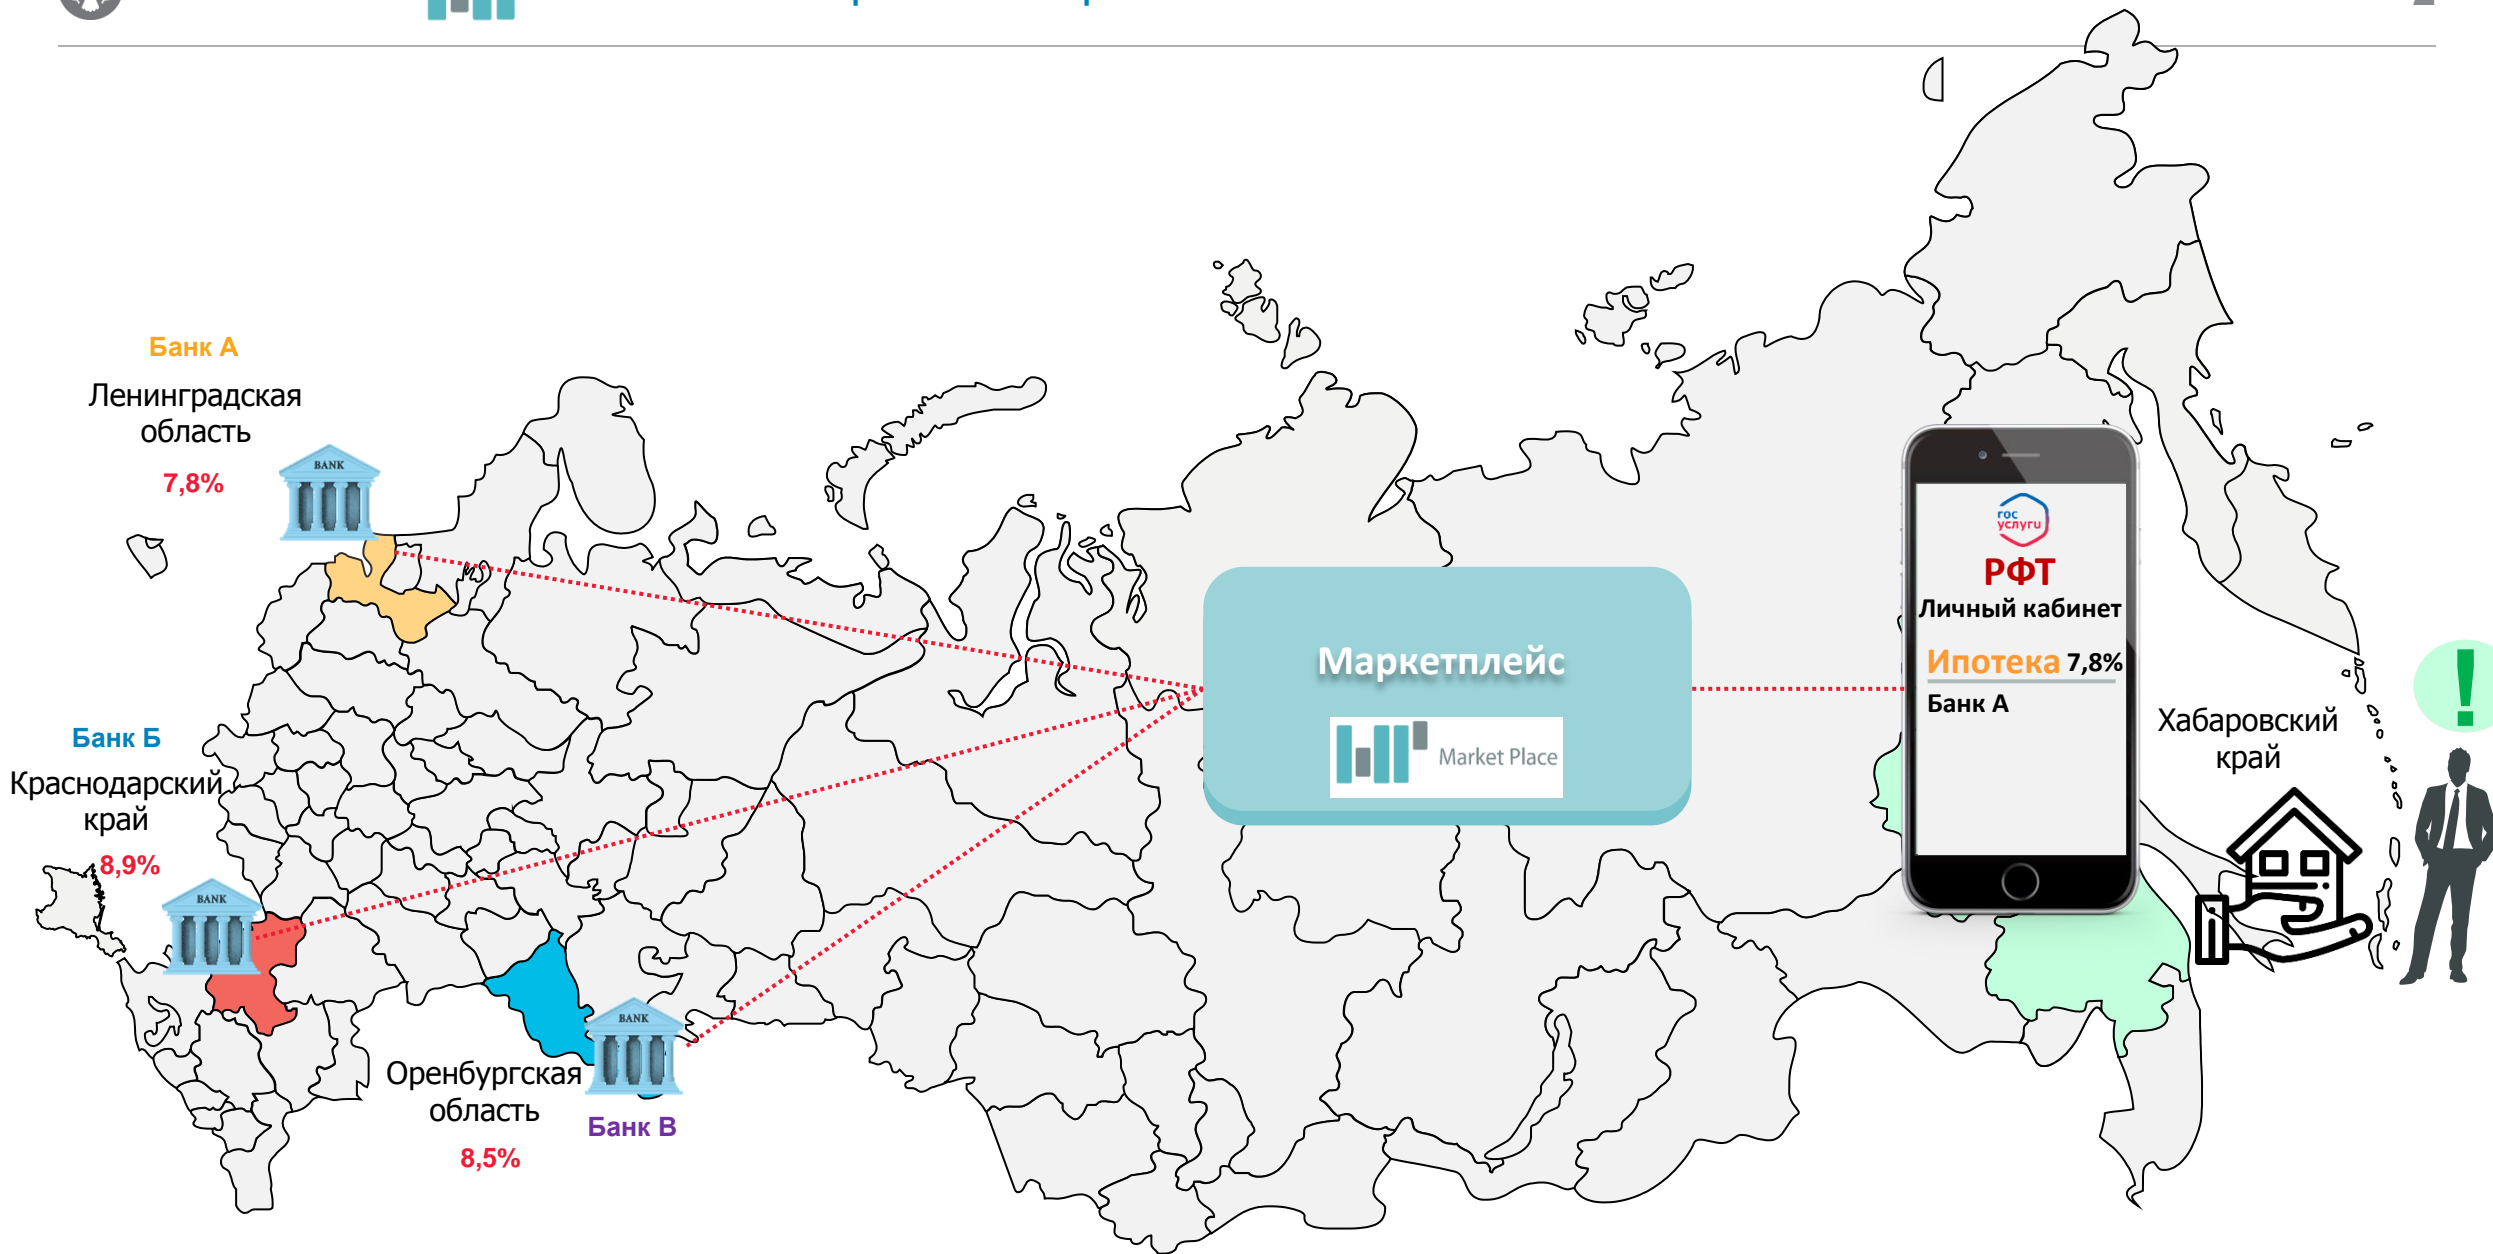 Банк А
Ленинградская
область
7,8%
BANK
Банк Б
Краснодарский
край
8,9%
BANK
Оренбургская
область
8,5%
BANK
Банк В
Маркетплейс
Market Place
гос
услуги
РФТ
Личный кабинет
Ипотека 7,8%
Банк А
Хабаровский
край
!